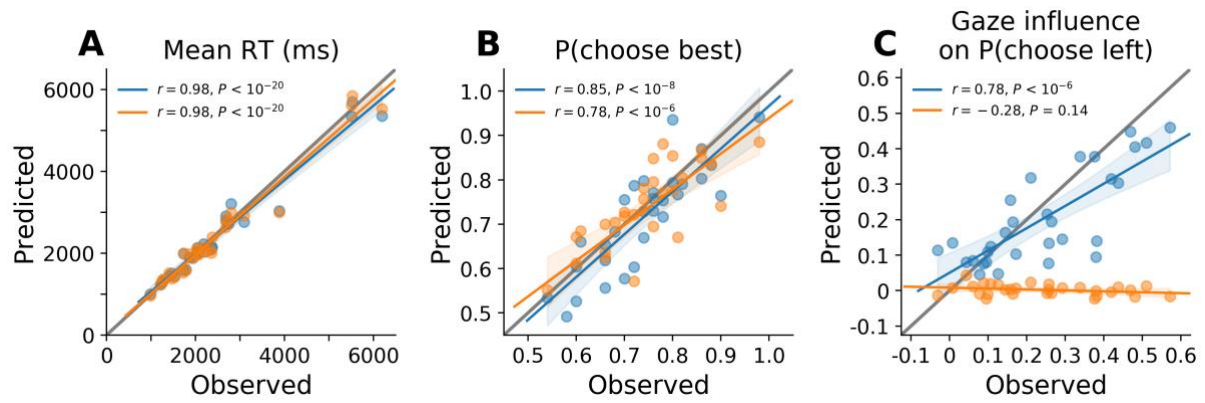 A
Mean RT (ms)
r = 0.98, P < 10⁻²⁰
r = 0.98, P < 10⁻²⁰
6000
4000
2000
0
0 2000 4000 6000
Predicted
Observed
B
P(choose best)
r = 0.85, P < 10⁻⁸
r = 0.78, P < 10⁻⁶
1.0
0.9
0.8
0.7
0.6
0.5
0.5 0.6 0.7 0.8 0.9 1.0
Predicted
Observed
C
Gaze influence
on P(choose left)
r = 0.78, P < 10⁻⁶
r = −0.28, P = 0.14
0.6
0.5
0.4
0.3
0.2
0.1
0
-0.1
-0.1 0 0.1 0.2 0.3 0.4 0.5 0.6
Predicted
Observed